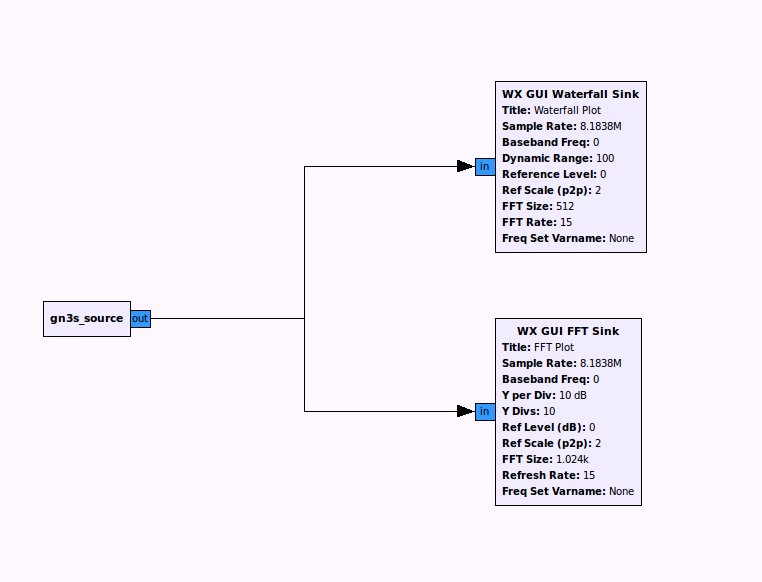 WX GUI Waterfall Sink
Title: Waterfall Plot
Sample Rate: 8.1838M
Baseband Freq: 0
Dynamic Range: 100
Reference Level: 0
Ref Scale (p2p): 2
FFT Size: 512
FFT Rate: 15
Freq Set Varname: None
in
gn3s_source
out
WX GUI FFT Sink
Title: FFT Plot
Sample Rate: 8.1838M
Baseband Freq: 0
Y per Div: 10 dB
Y Divs: 10
Ref Level (dB): 0
Ref Scale (p2p): 2
FFT Size: 1.024k
Refresh Rate: 15
Freq Set Varname: None
in